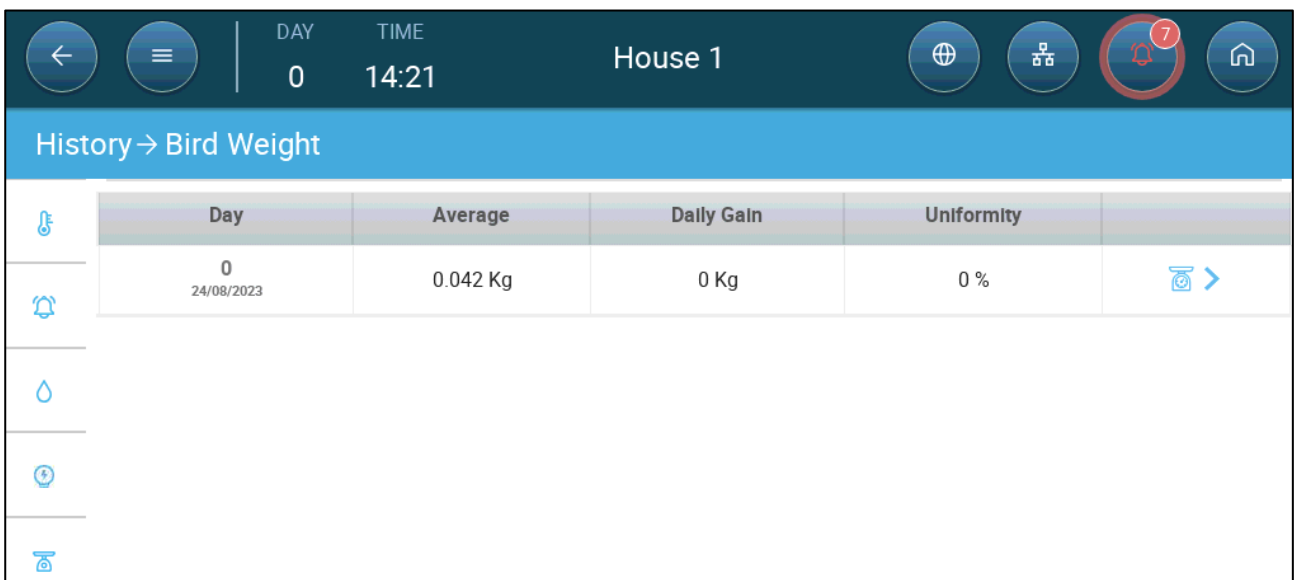 DAY TIME
0 14:21
House 1
7
History → Bird Weight
Day Average Daily Gain Uniformity
0
24/08/2023
0.042 Kg 0 Kg 0 %